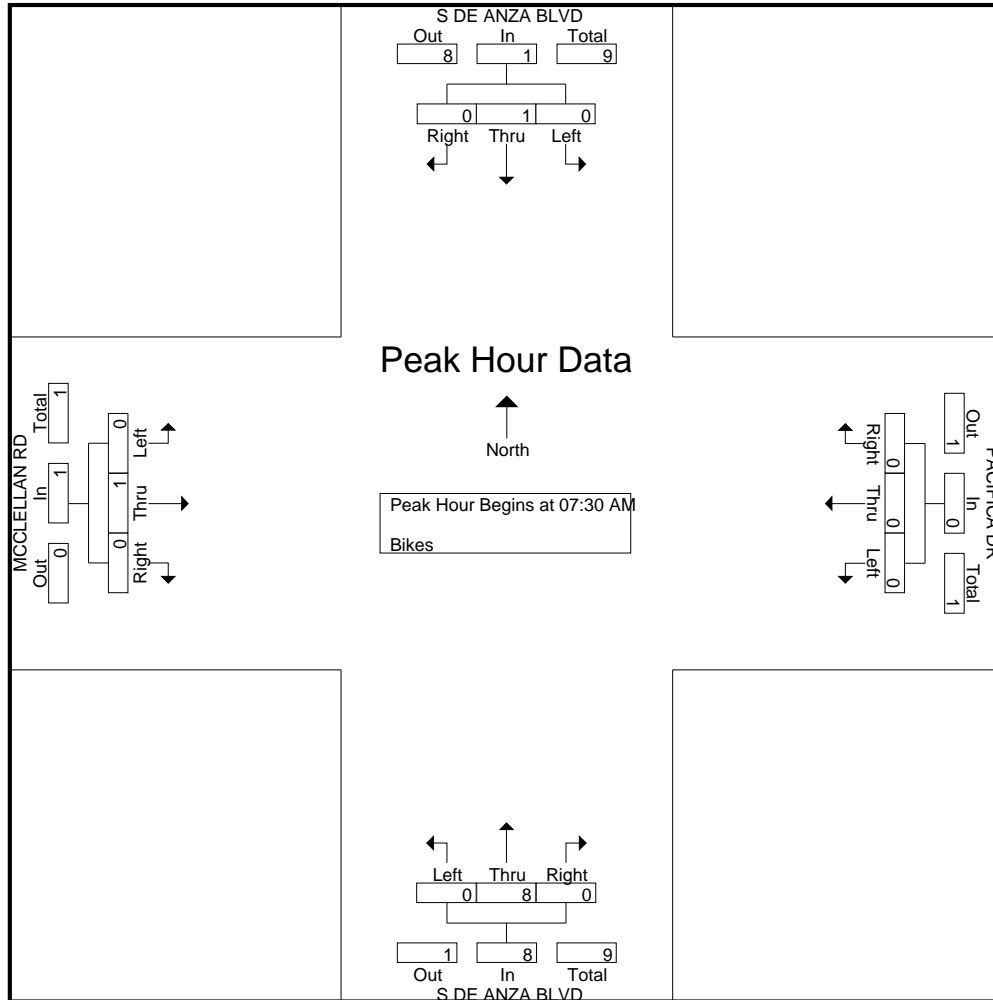 S DE ANZA BLVD
Out In Total
8 1 9
0 1 0
Right Thru Left
Peak Hour Data
North
Peak Hour Begins at 07:30 AM
Bikes
MCCLELLAN RD
Out In Total
0 1 1
0 1 0
Right Thru Left
PACIFICA DR
Out In Total
1 0 1
0 0 0
Right Thru Left
Left Thru Right
0 8 0
1 8 9
Out In Total
S DE ANZA BLVD